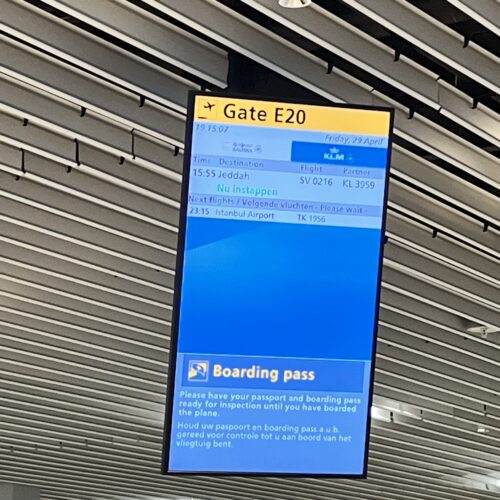 Gate E20
19:15:07
Friday, 29 April
KLM
Time Destination Flight Partner
15:55 Jeddah SV 0216 KL 3959
Nu instappen
Next flights / Volgende vluchten - Please wait -
23:15 Istanbul Airport TK 1956
Boarding pass
Please have your passport and boarding pass
ready for inspection until you have boarded
the plane.
Houd uw paspoort en boarding pass a.u.b.
gereed voor controle tot u aan boord van het
vliegtuig bent.